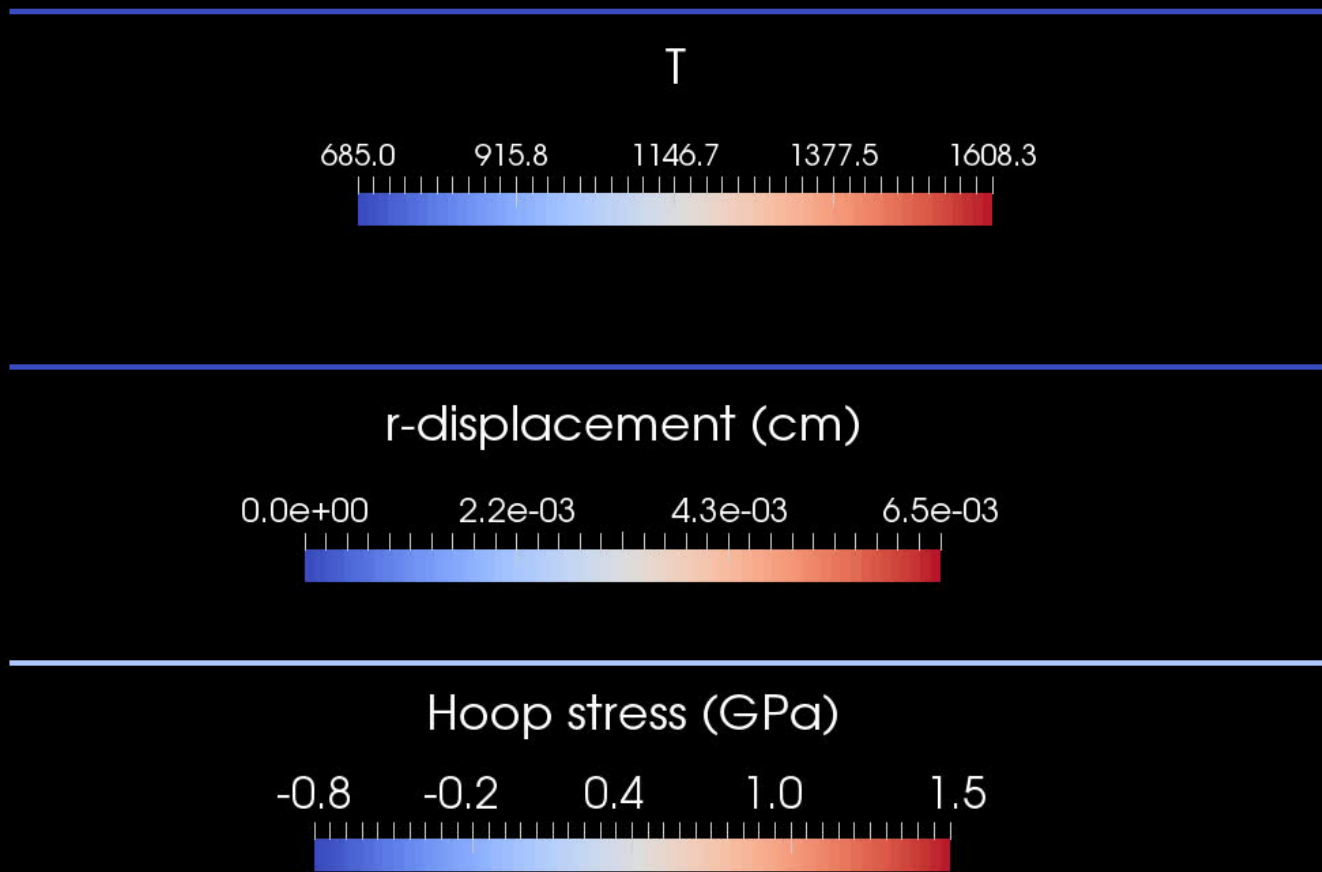 T
685.0 915.8 1146.7 1377.5 1608.3
r-displacement (cm)
0.0e+00 2.2e-03 4.3e-03 6.5e-03
Hoop stress (GPa)
-0.8 -0.2 0.4 1.0 1.5